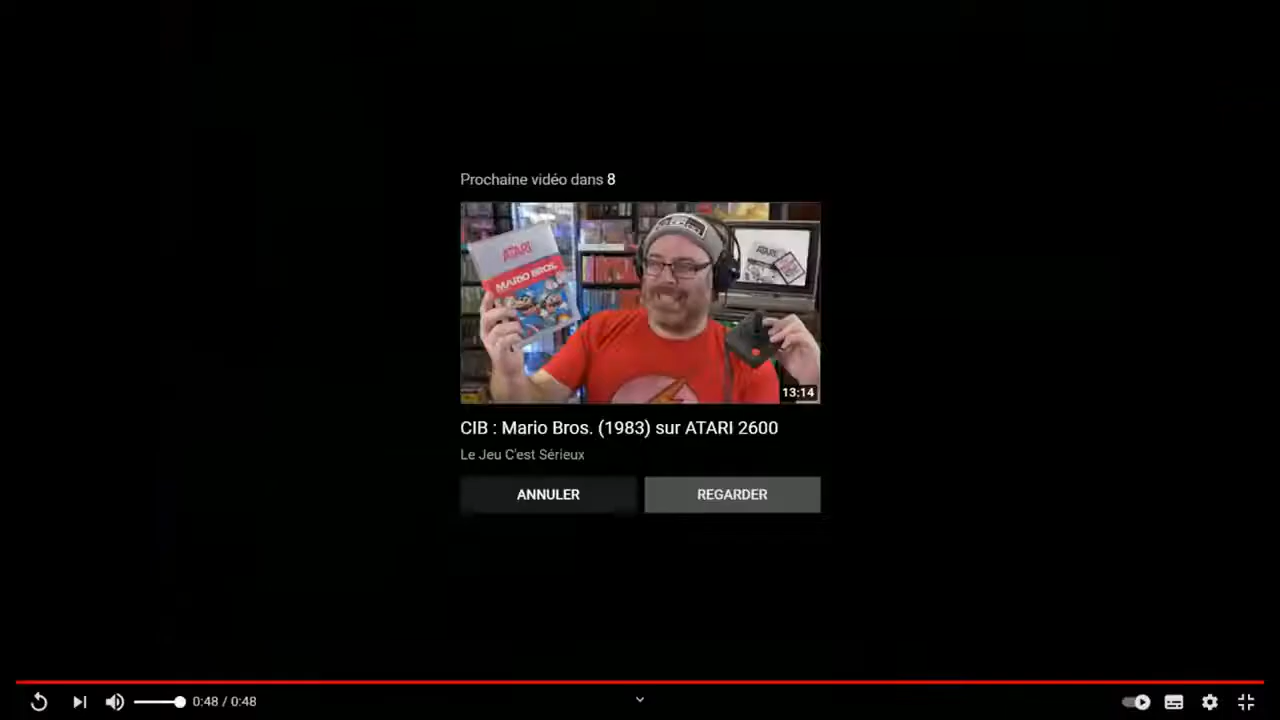 Prochaine vidéo dans 8
ATARI
MARIO BROS.
ATARI
13:14
CIB : Mario Bros. (1983) sur ATARI 2600
Le Jeu C'est Sérieux
ANNULER
REGARDER
0:48 / 0:48